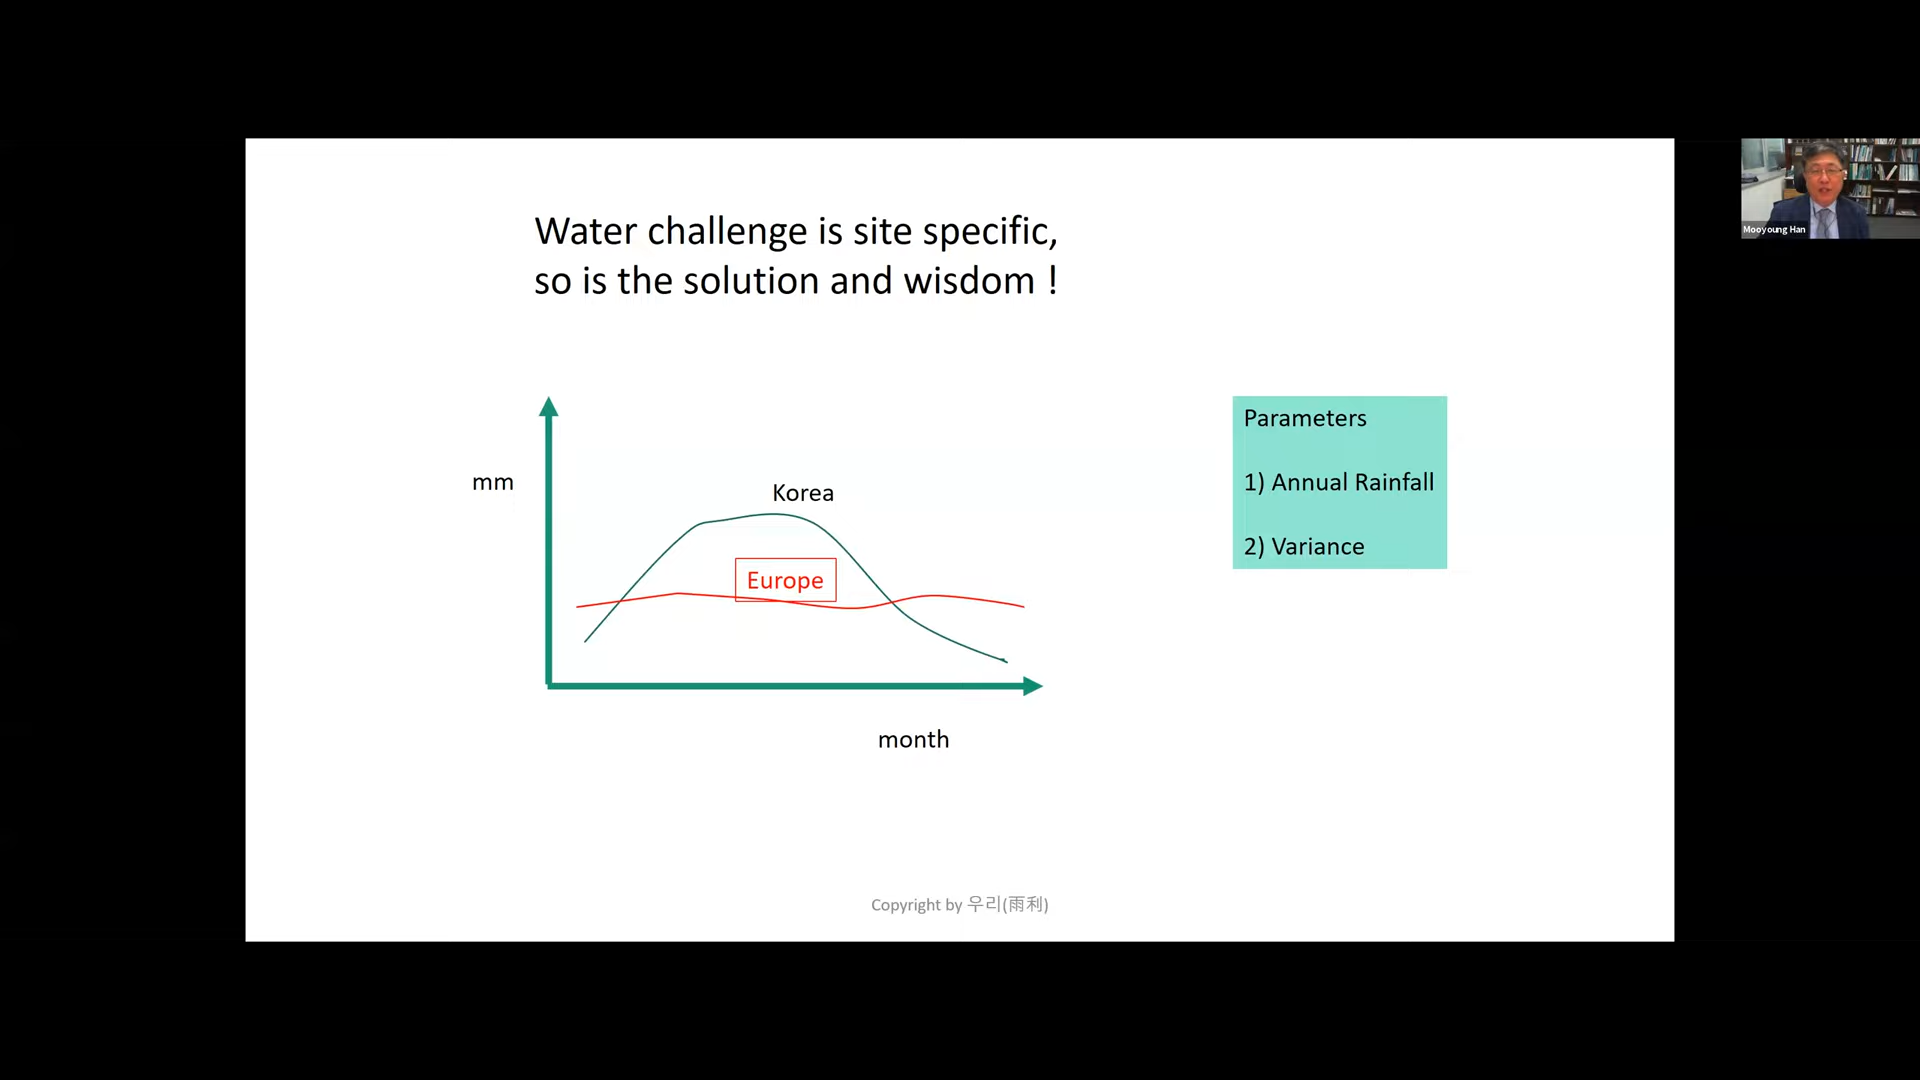 Water challenge is site specific,
so is the solution and wisdom !
mm
Korea
Europe
month
Parameters
1) Annual Rainfall
2) Variance
Copyright by 우리(雨利)
Mooyoung Han